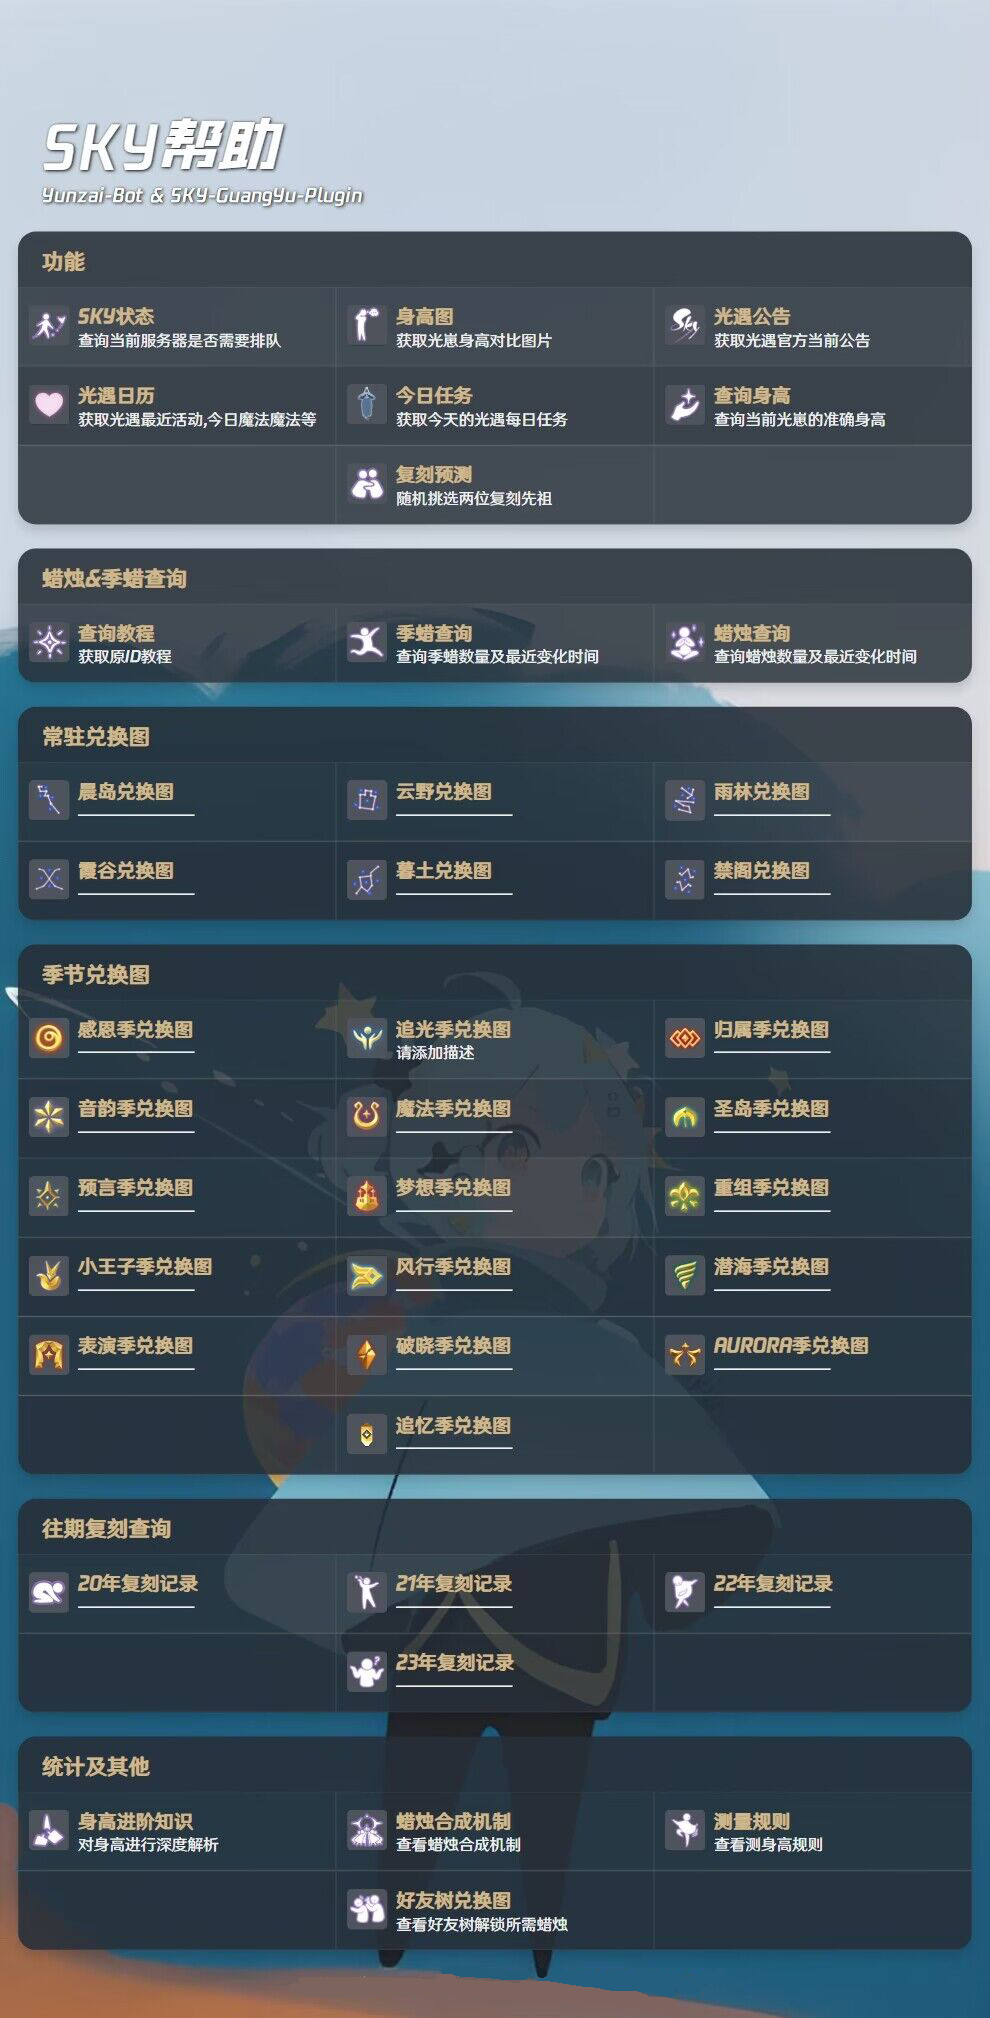 SKY帮助
Yunzai-Bot & SKY-GuangYu-Plugin
功能
SKY状态
查询当前服务器是否需要排队
身高图
获取光崽身高对比图片
光遇公告
获取光遇官方当前公告
光遇日历
获取光遇最近活动,今日魔法魔法等
今日任务
获取今天的光遇每日任务
查询身高
查询当前光崽的准确身高
复刻预测
随机挑选两位复刻先祖
蜡烛&季蜡查询
查询教程
获取原ID教程
季蜡查询
查询季蜡数量及最近变化时间
蜡烛查询
查询蜡烛数量及最近变化时间
常驻兑换图
晨岛兑换图
云野兑换图
雨林兑换图
霞谷兑换图
暮土兑换图
禁阁兑换图
季节兑换图
感恩季兑换图
追光季兑换图
请添加描述
归属季兑换图
音韵季兑换图
魔法季兑换图
圣岛季兑换图
预言季兑换图
梦想季兑换图
重组季兑换图
小王子季兑换图
风行季兑换图
潜海季兑换图
表演季兑换图
破晓季兑换图
AURORA季兑换图
追忆季兑换图
往期复刻查询
20年复刻记录
21年复刻记录
22年复刻记录
23年复刻记录
统计及其他
身高进阶知识
对身高进行深度解析
蜡烛合成机制
查看蜡烛合成机制
测量规则
查看测身高规则
好友树兑换图
查看好友树解锁所需蜡烛